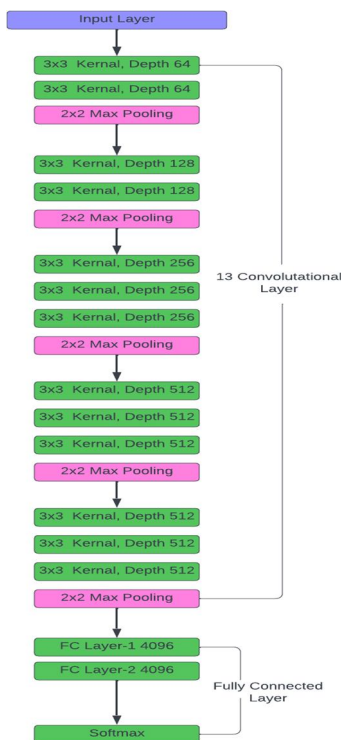 Input Layer
3x3 Kernal, Depth 64
3x3 Kernal, Depth 64
2x2 Max Pooling
3x3 Kernal, Depth 128
3x3 Kernal, Depth 128
2x2 Max Pooling
3x3 Kernal, Depth 256
3x3 Kernal, Depth 256
3x3 Kernal, Depth 256
2x2 Max Pooling
3x3 Kernal, Depth 512
3x3 Kernal, Depth 512
3x3 Kernal, Depth 512
2x2 Max Pooling
3x3 Kernal, Depth 512
3x3 Kernal, Depth 512
3x3 Kernal, Depth 512
2x2 Max Pooling
13 Convolutational
Layer
FC Layer-1 4096
FC Layer-2 4096
Softmax
Fully Connected
Layer